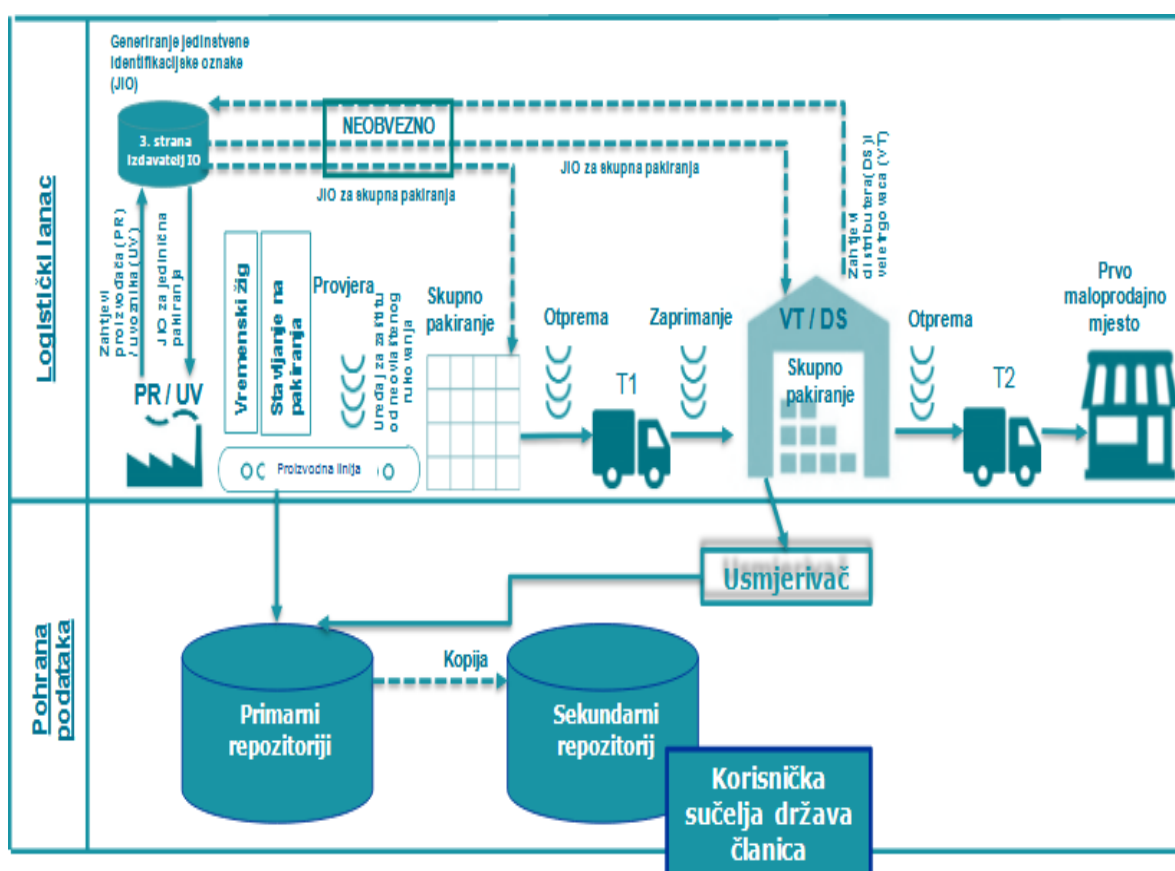 Logistički lanac
Generiranje jedinstvene
identifikacijske oznake
(JIO)
3. strana
izdavatelj IO
NEOBVEZNO
JIO za skupna pakiranja
JIO za skupna pakiranja
Zahtjevi
proizvođača (PR)
/ uvoznika (UV)
JIO za jedinična
pakiranja
PR / UV
Vremenski žig
Stavljanje na
pakiranja
Provjera
Uređaj za zaštitu
od neovlaštenog
rukovanja
Proizvodna linija
Skupno
pakiranje
Otprema
T1
Zaprimanje
Zahtjevi
distributera(DS)i
veletrgovaca (VT)
VT / DS
Skupno
pakiranje
Otprema
T2
Prvo
maloprodajno
mjesto
Pohrana
podataka
Usmjerivač
Primarni
repozitoriji
Kopija
Sekundarni
repozitorij
Korisnička
sučelja država
članica